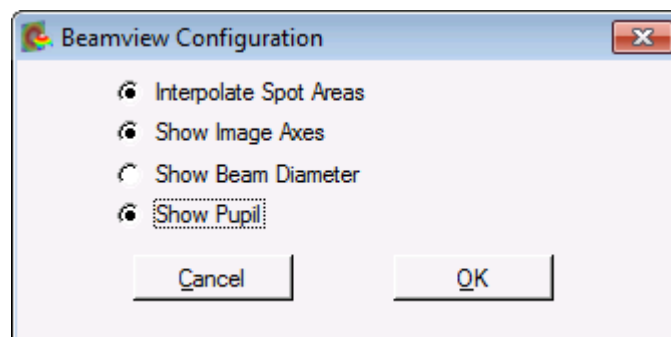 Beamview Configuration
Interpolate Spot Areas
Show Image Axes
Show Beam Diameter
Show Pupil
Cancel OK